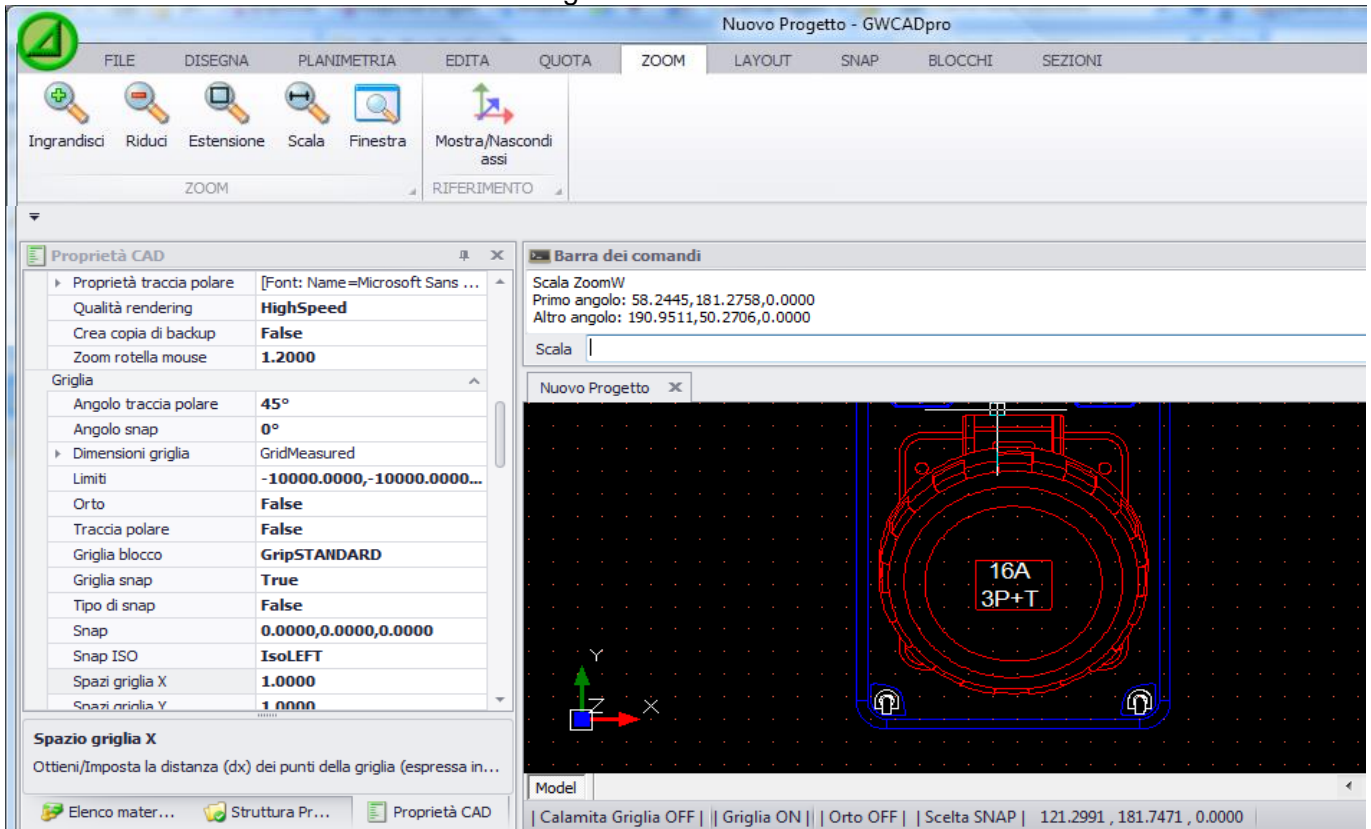 Nuovo Progetto - GWCADpro
FILE DISEGNA PLANIMETRIA EDITA QUOTA ZOOM LAYOUT SNAP BLOCCHI SEZIONI
Ingrandisci Riduci Estensione Scala Finestra Mostra/Nascondi
assi
ZOOM RIFERIMENTO
Proprietà CAD
Proprietà traccia polare [Font: Name=Microsoft Sans ...
Qualità rendering HighSpeed
Crea copia di backup False
Zoom rotella mouse 1.2000
Griglia
Angolo traccia polare 45°
Angolo snap 0°
Dimensioni griglia GridMeasured
Limiti -10000.0000,-10000.0000...
Orto False
Traccia polare False
Griglia blocco GripSTANDARD
Griglia snap True
Tipo di snap False
Snap 0.0000,0.0000,0.0000
Snap ISO IsoLEFT
Spazi griglia X 1.0000
Spazi griglia Y 1.0000
Spazio griglia X
Ottieni/Imposta la distanza (dx) dei punti della griglia (espressa in...
Elenco mater... Struttura Pr... Proprietà CAD
Barra dei comandi
Scala ZoomW
Primo angolo: 58.2445,181.2758,0.0000
Altro angolo: 190.9511,50.2706,0.0000
Scala
Nuovo Progetto
16A
3P+T
Y
Z X
Model
| Calamita Griglia OFF | | Griglia ON | | Orto OFF | | Scelta SNAP | 121.2991 , 181.7471 , 0.0000